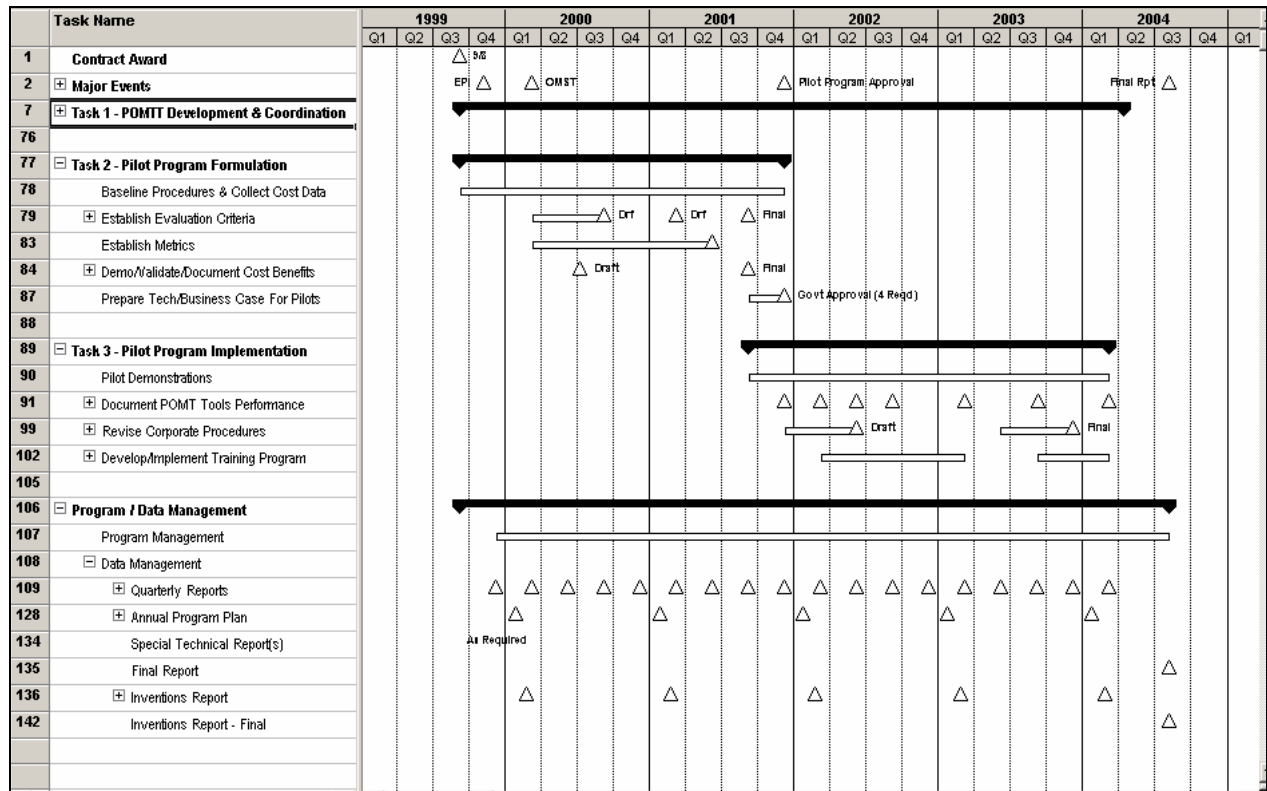 Task Name 1999 2000 2001 2002 2003 2004
Q1 Q2 Q3 Q4 Q1 Q2 Q3 Q4 Q1 Q2 Q3 Q4 Q1 Q2 Q3 Q4 Q1 Q2 Q3 Q4 Q1 Q2 Q3 Q4 Q1
1 Contract Award 9/8
2 Major Events EPI OMST Pilot Program Approval Final Rpt
7 Task 1 - POMTT Development & Coordination
76
77 Task 2 - Pilot Program Formulation
78 Baseline Procedures & Collect Cost Data
79 Establish Evaluation Criteria Drf Drf Final
83 Establish Metrics
84 Demo/Validate/Document Cost Benefits Draft Final
87 Prepare Tech/Business Case For Pilots Govt Approval (4 Reqd)
88
89 Task 3 - Pilot Program Implementation
90 Pilot Demonstrations
91 Document POMT Tools Performance
99 Revise Corporate Procedures Draft Final
102 Develop/Implement Training Program
105
106 Program / Data Management
107 Program Management
108 Data Management
109 Quarterly Reports
128 Annual Program Plan
134 Special Technical Report(s) As Required
135 Final Report
136 Inventions Report
142 Inventions Report - Final